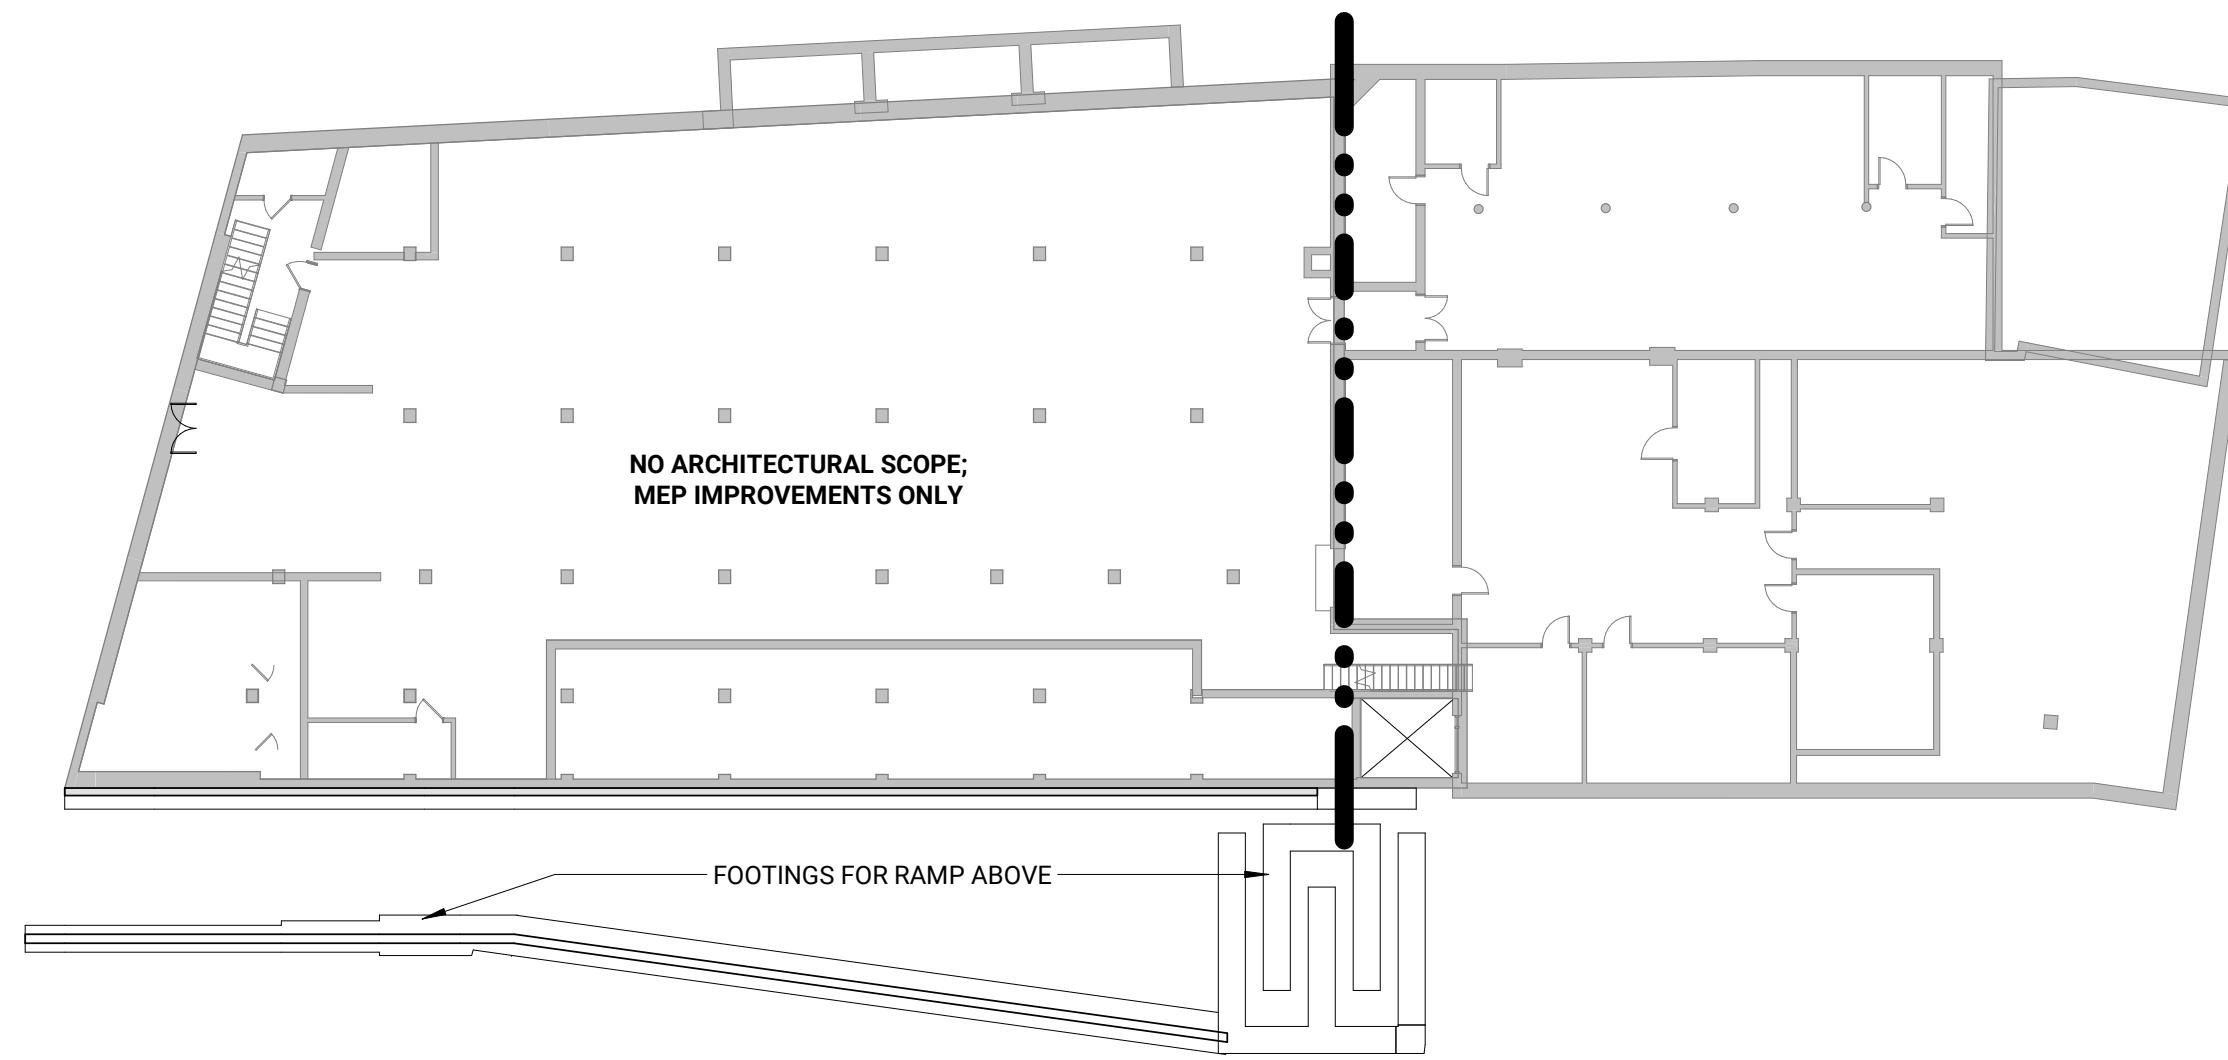 NO ARCHITECTURAL SCOPE;
MEP IMPROVEMENTS ONLY
FOOTINGS FOR RAMP ABOVE